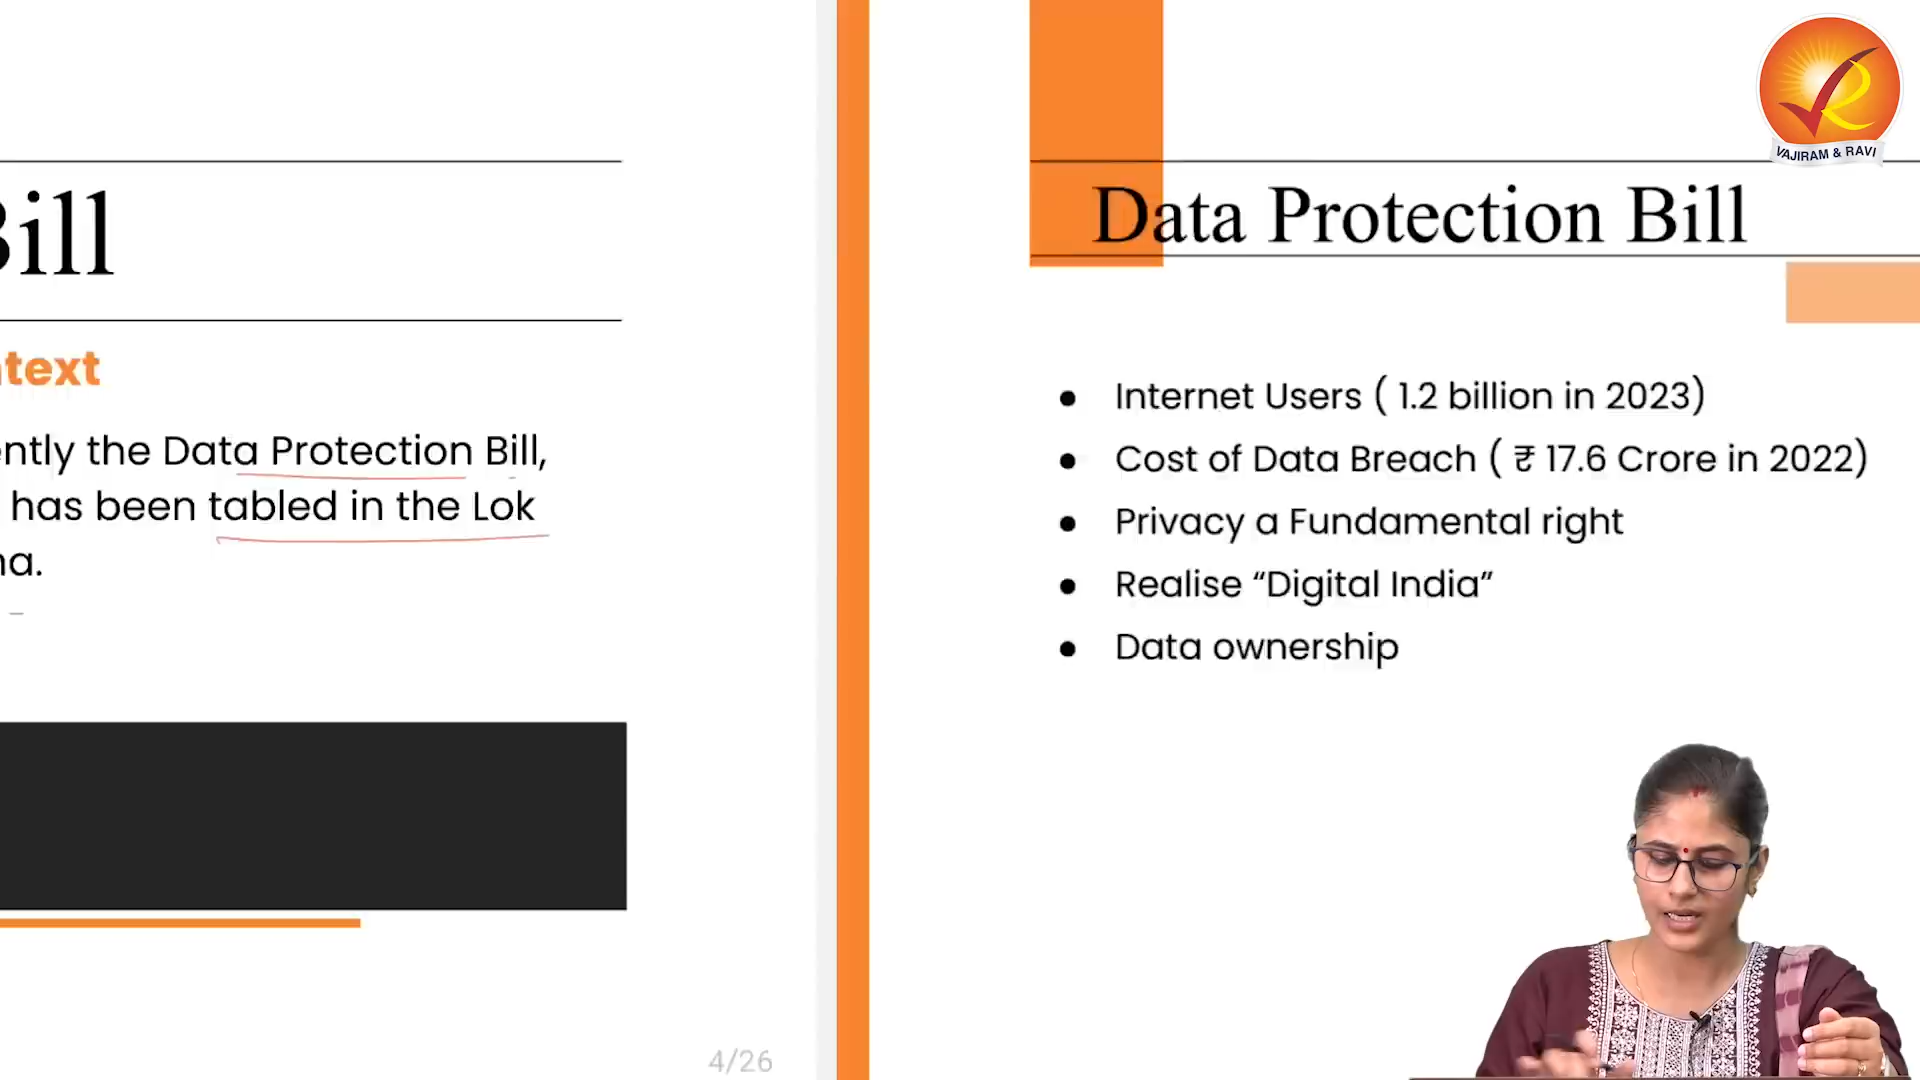 Bill
text
ently the Data Protection Bill,
has been tabled in the Lok
na.
4/26
VAJIRAM & RAVI
Data Protection Bill
● Internet Users ( 1.2 billion in 2023)
● Cost of Data Breach ( ₹ 17.6 Crore in 2022)
● Privacy a Fundamental right
● Realise “Digital India”
● Data ownership